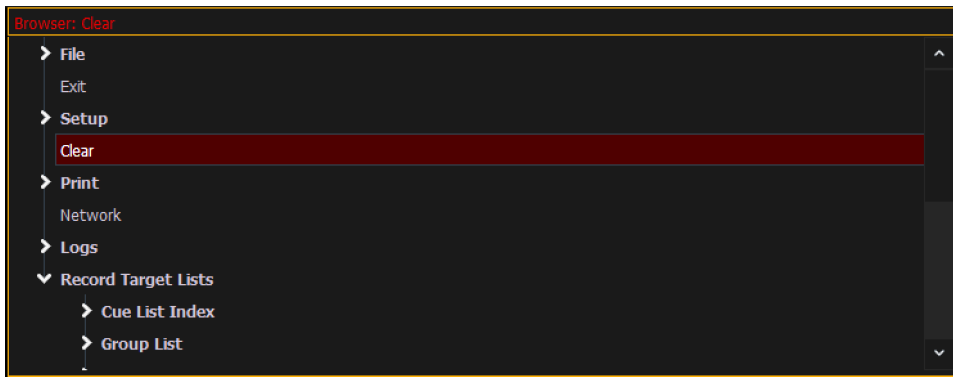 Browser: Clear
File
Exit
Setup
Clear
Print
Network
Logs
Record Target Lists
Cue List Index
Group List